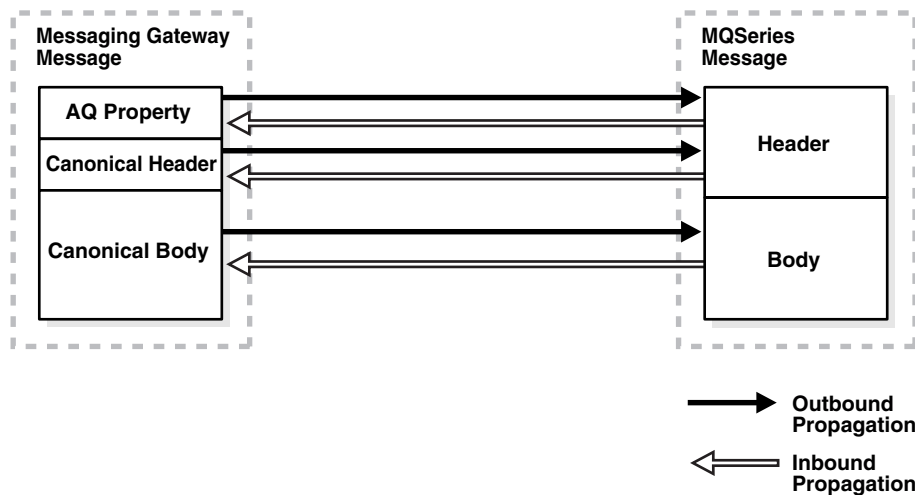 Messaging Gateway
Message
AQ Property
Canonical Header
Canonical Body
MQSeries
Message
Header
Body
Outbound
Propagation
Inbound
Propagation